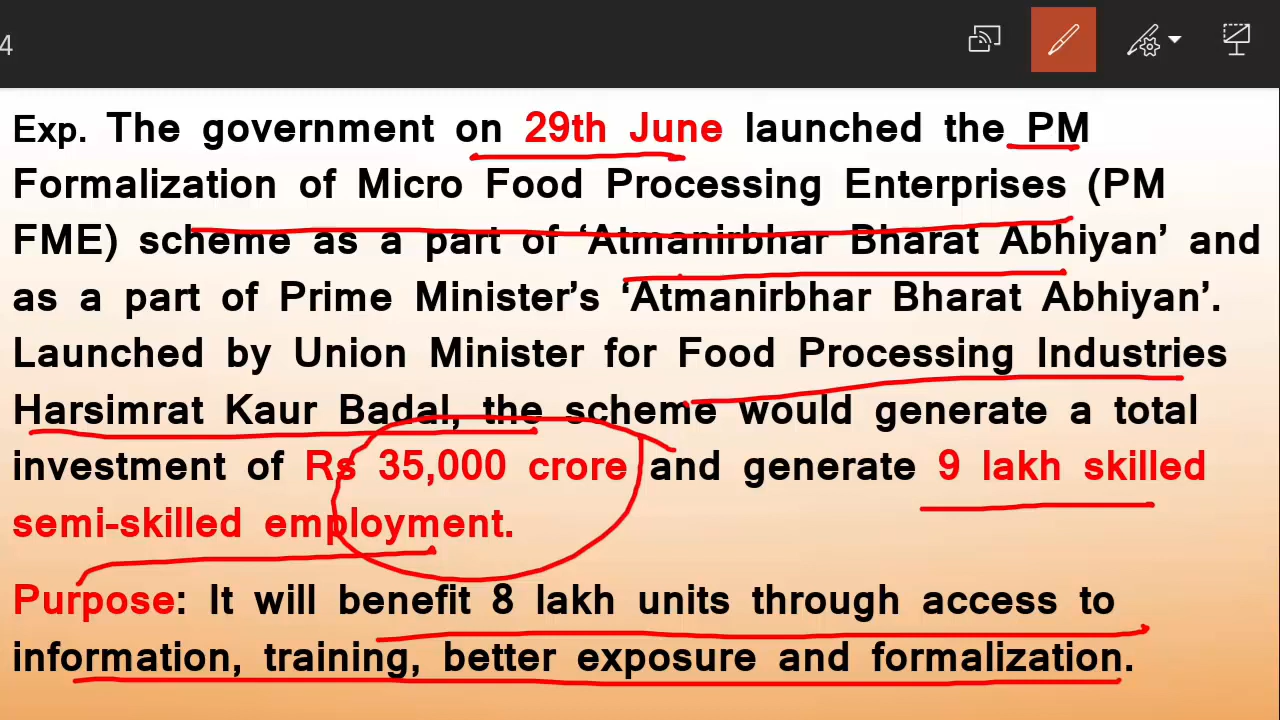 4
Exp. The government on 29th June launched the PM
Formalization of Micro Food Processing Enterprises (PM
FME) scheme as a part of ‘Atmanirbhar Bharat Abhiyan’ and
as a part of Prime Minister’s ‘Atmanirbhar Bharat Abhiyan’.
Launched by Union Minister for Food Processing Industries
Harsimrat Kaur Badal, the scheme would generate a total
investment of Rs 35,000 crore and generate 9 lakh skilled
semi-skilled employment.
Purpose: It will benefit 8 lakh units through access to
information, training, better exposure and formalization.